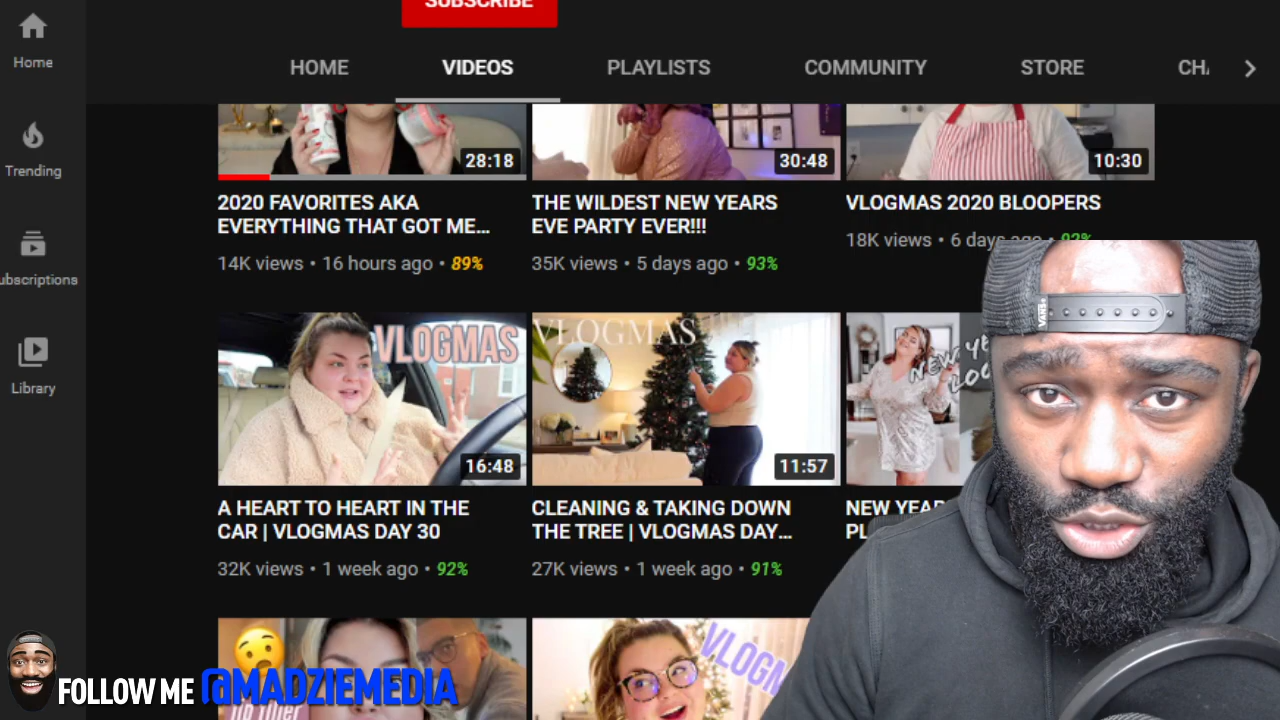 SUBSCRIBE
Home
HOME
VIDEOS
PLAYLISTS
COMMUNITY
STORE
Trending
28:18
30:48
10:30
2020 FAVORITES AKA
EVERYTHING THAT GOT ME...
14K views • 16 hours ago • 89%
THE WILDEST NEW YEARS
EVE PARTY EVER!!!
35K views • 5 days ago • 93%
VLOGMAS 2020 BLOOPERS
18K views • 6 days ago • 92%
ubscriptions
Library
VLOGMAS
16:48
VLOGMAS
11:57
NEW
VANS
A HEART TO HEART IN THE
CAR | VLOGMAS DAY 30
32K views • 1 week ago • 92%
CLEANING & TAKING DOWN
THE TREE | VLOGMAS DAY...
27K views • 1 week ago • 91%
NEW YEAR
PL
VLOGM
FOLLOW ME @MADZIEMEDIA